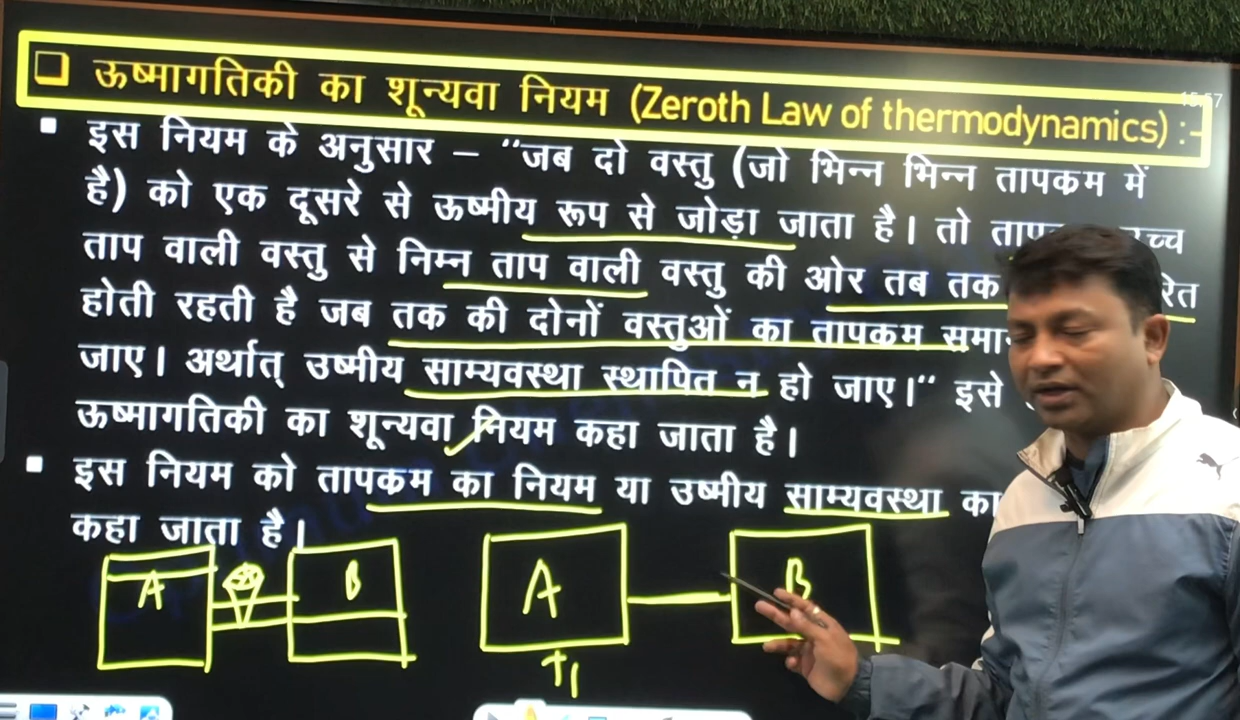 ❑ ऊष्मागतिकी का शून्यवा नियम (Zeroth Law of thermodynamics) :-
15:57
▪ इस नियम के अनुसार – “जब दो वस्तु (जो भिन्न भिन्न तापकम में
है) को एक दूसरे से ऊष्मीय रूप से जोड़ा जाता है। तो
ताप वाली वस्तु से निम्न ताप वाली वस्तु की ओर तब तक
होती रहती है जब तक की दोनों वस्तुओं का तापकम
जाए। अर्थात् उष्मीय साम्यवस्था स्थापित न हो जाए।“ इसे
ऊष्मागतिकी का शून्यवा नियम कहा जाता है।
▪ इस नियम को तापकम का नियम या उष्मीय साम्यवस्था का
कहा जाता है।
A B A B
T1